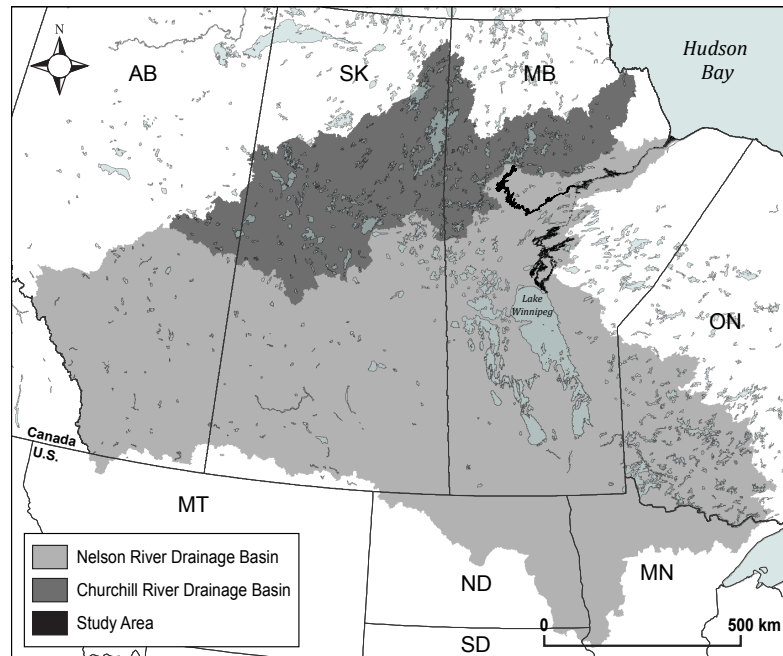 Hudson
Bay
N
AB
SK
MB
Lake
Winnipeg
ON
Canada
U.S.
MT
ND
MN
SD
Nelson River Drainage Basin
Churchill River Drainage Basin
Study Area
0
500 km